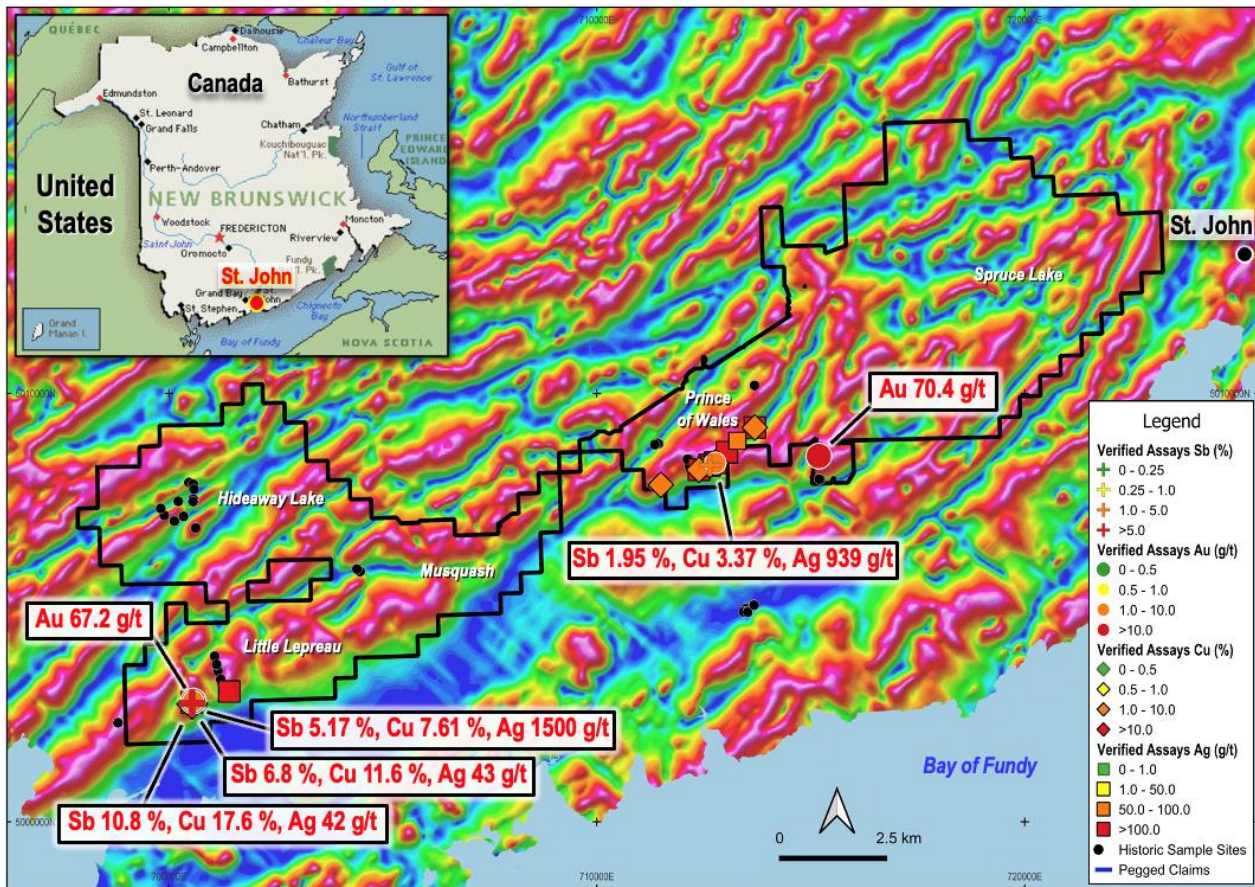 QUÉBEC
Dalhousie
Campbellton
Chaleur Bay
Canada
Bathurst
Gulf of
St. Lawrence
Edmundston
St. Leonard
Grand Falls
Chatham
Northumberland
Strait
Kouchibouguac
Nat'l. Pk.
PRINCE
EDWARD
ISLAND
Perth-Andover
United
States
NEW BRUNSWICK
Woodstock
FREDERICTON
Moncton
Saint John
Oromocto
Riverview
Fundy
Pk.
St. John
Grand Bay
St.
John
Chignecto
Bay
St. Stephen
Grand
Manan I.
Bay of Fundy
NOVA SCOTIA
710000E
720000E
St. John
Spruce Lake
5010000N
5010000N
Prince
of Wales
Au 70.4 g/t
Hideaway Lake
Musquash
Sb 1.95 %, Cu 3.37 %, Ag 939 g/t
Au 67.2 g/t
Little Lepreau
Sb 5.17 %, Cu 7.61 %, Ag 1500 g/t
Sb 6.8 %, Cu 11.6 %, Ag 43 g/t
Sb 10.8 %, Cu 17.6 %, Ag 42 g/t
Bay of Fundy
0 2.5 km
5000000N
700000E
710000E
720000E
Legend
Verified Assays Sb (%)
0 - 0.25
0.25 - 1.0
1.0 - 5.0
>5.0
Verified Assays Au (g/t)
0 - 0.5
0.5 - 1.0
1.0 - 10.0
>10.0
Verified Assays Cu (%)
0 - 0.5
0.5 - 1.0
1.0 - 10.0
>10.0
Verified Assays Ag (g/t)
0 - 1.0
1.0 - 50.0
50.0 - 100.0
>100.0
Historic Sample Sites
Pegged Claims